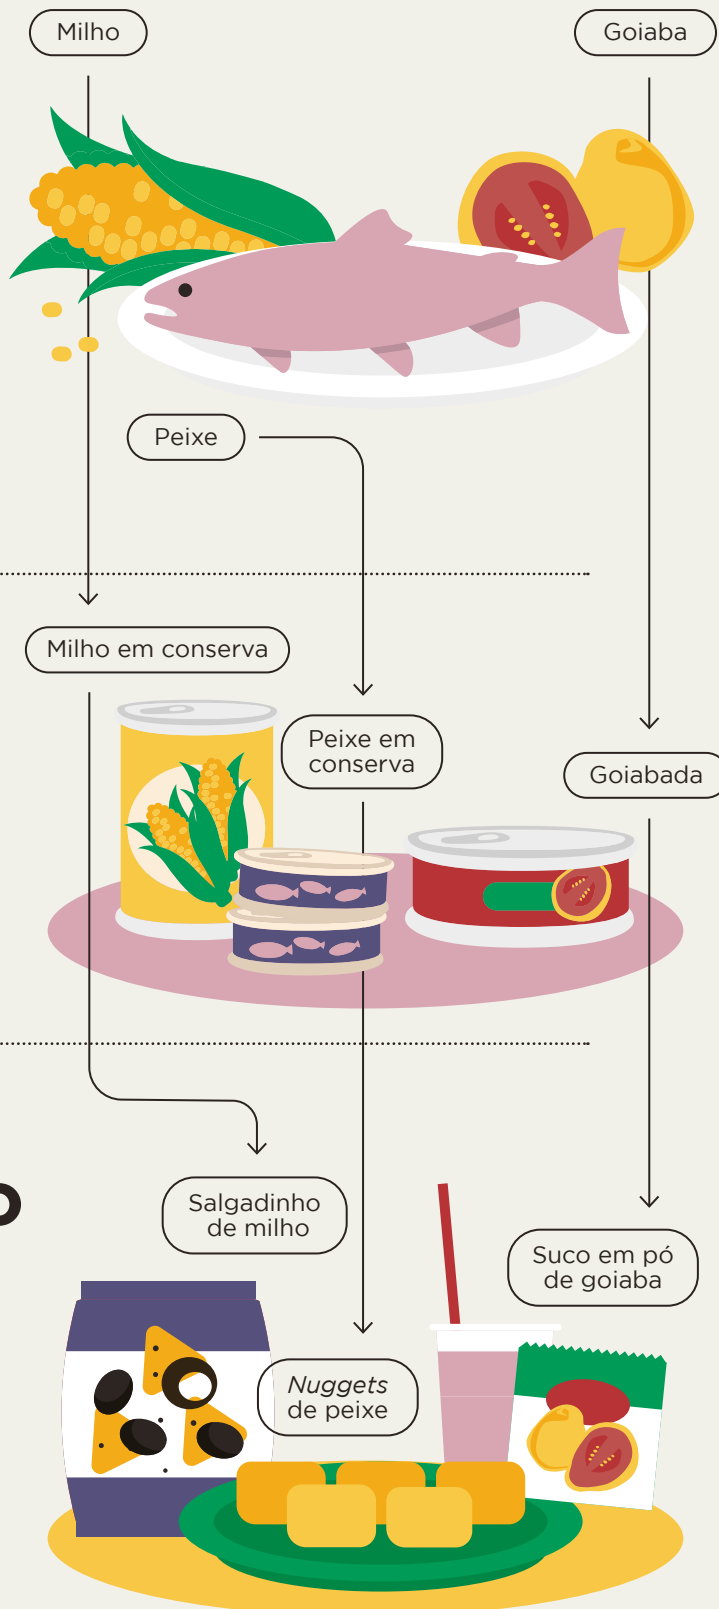 Milho
Goiaba
Peixe
Milho em conserva
Peixe em
conserva
Goiabada
Salgadinho
de milho
Suco em pó
de goiaba
Nuggets
de peixe